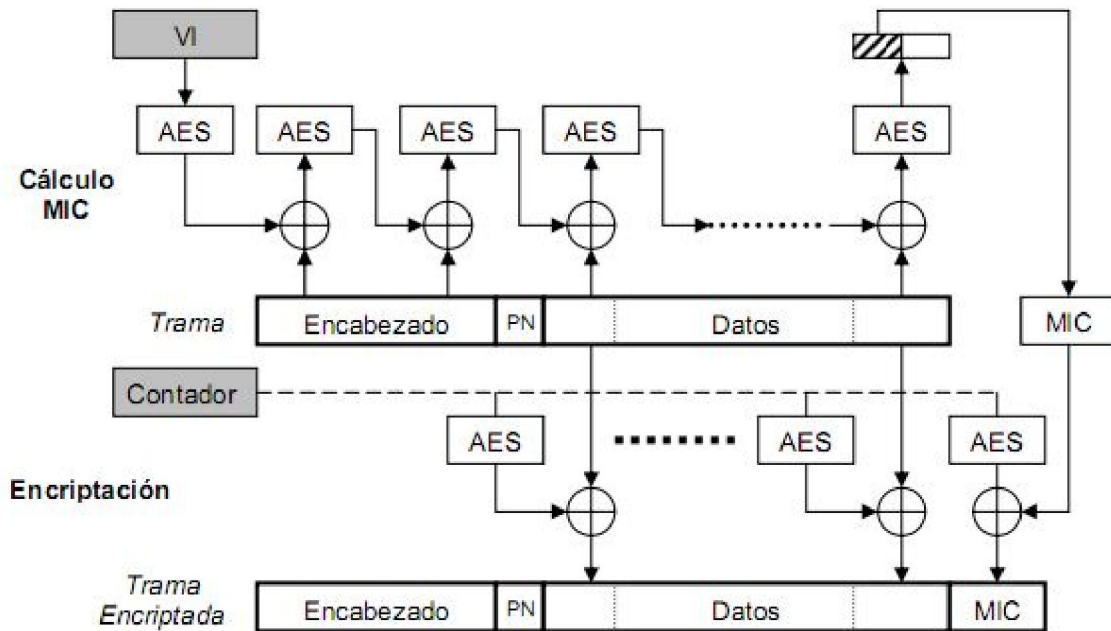 VI
AES
AES
AES
AES
AES
Cálculo
MIC
Trama
Encabezado
PN
Datos
MIC
Contador
AES
AES
AES
Encriptación
Trama
Encriptada
Encabezado
PN
Datos
MIC